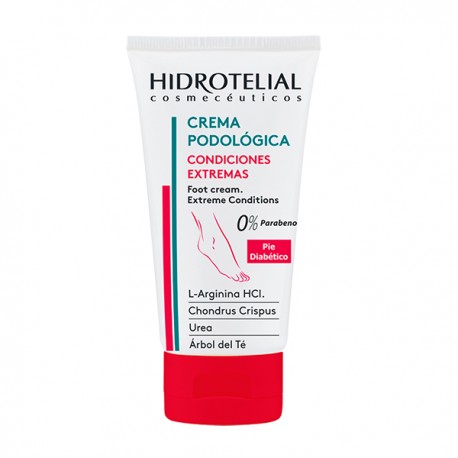 HIDROTELIAL
cosmecéuticos
CREMA
PODOLÓGICA
CONDICIONES
EXTREMAS
Foot cream.
Extreme Conditions
0% Parabeno
Pie
Diabético
L-Arginina HCl.
Chondrus Crispus
Urea
Árbol del Té